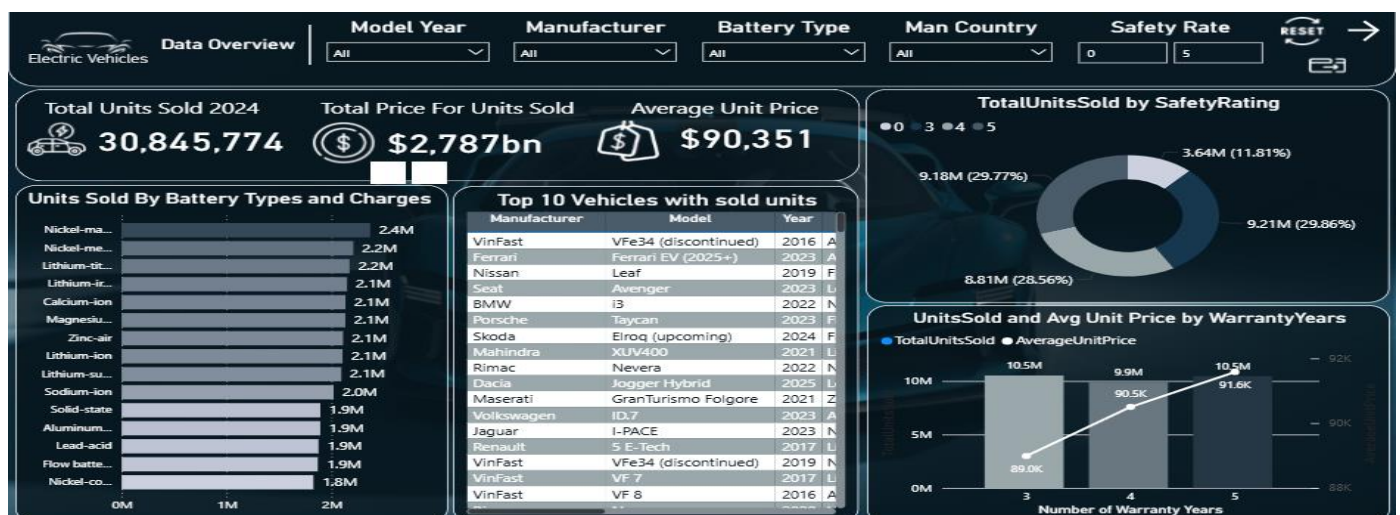 Electric Vehicles
Data Overview
Model Year
All
Manufacturer
All
Battery Type
All
Man Country
All
Safety Rate
0 5
RESET
Total Units Sold 2024
30,845,774
Total Price For Units Sold
$2,787bn
Average Unit Price
$90,351
Units Sold By Battery Types and Charges
Nickel-ma... 2.4M
Nickel-me... 2.2M
Lithium-tit... 2.2M
Lithium-ir... 2.1M
Calcium-ion 2.1M
Magnesiu... 2.1M
Zinc-air 2.1M
Lithium-ion 2.1M
Lithium-su... 2.1M
Sodium-ion 2.0M
Solid-state 1.9M
Aluminum... 1.9M
Lead-acid 1.9M
Flow batte... 1.9M
Nickel-co... 1.8M
0M 1M 2M
Top 10 Vehicles with sold units
Manufacturer Model Year
VinFast VFe34 (discontinued) 2016 A
Ferrari Ferrari EV (2025+) 2023 A
Nissan Leaf 2019 F
Seat Avenger 2023 L
BMW i3 2022 N
Porsche Taycan 2023 F
Skoda Elroq (upcoming) 2024 F
Mahindra XUV400 2021 L
Rimac Nevera 2022 N
Dacia Jogger Hybrid 2025 L
Maserati GranTurismo Folgore 2021 Z
Volkswagen ID.7 2023 A
Jaguar I-PACE 2023 N
Renault 5 E-Tech 2017 L
VinFast VFe34 (discontinued) 2019 N
VinFast VF 7 2017 L
VinFast VF 8 2016 A
TotalUnitsSold by SafetyRating
0 3 4 5
3.64M (11.81%)
9.18M (29.77%)
9.21M (29.86%)
8.81M (28.56%)
UnitsSold and Avg Unit Price by WarrantyYears
TotalUnitsSold AverageUnitPrice
10.5M 9.9M 10.5M
89.0K 90.5K 91.6K
10M
5M
0M
92K
90K
88K
TotalUnitsSold
AverageUnitPrice
3 4 5
Number of Warranty Years